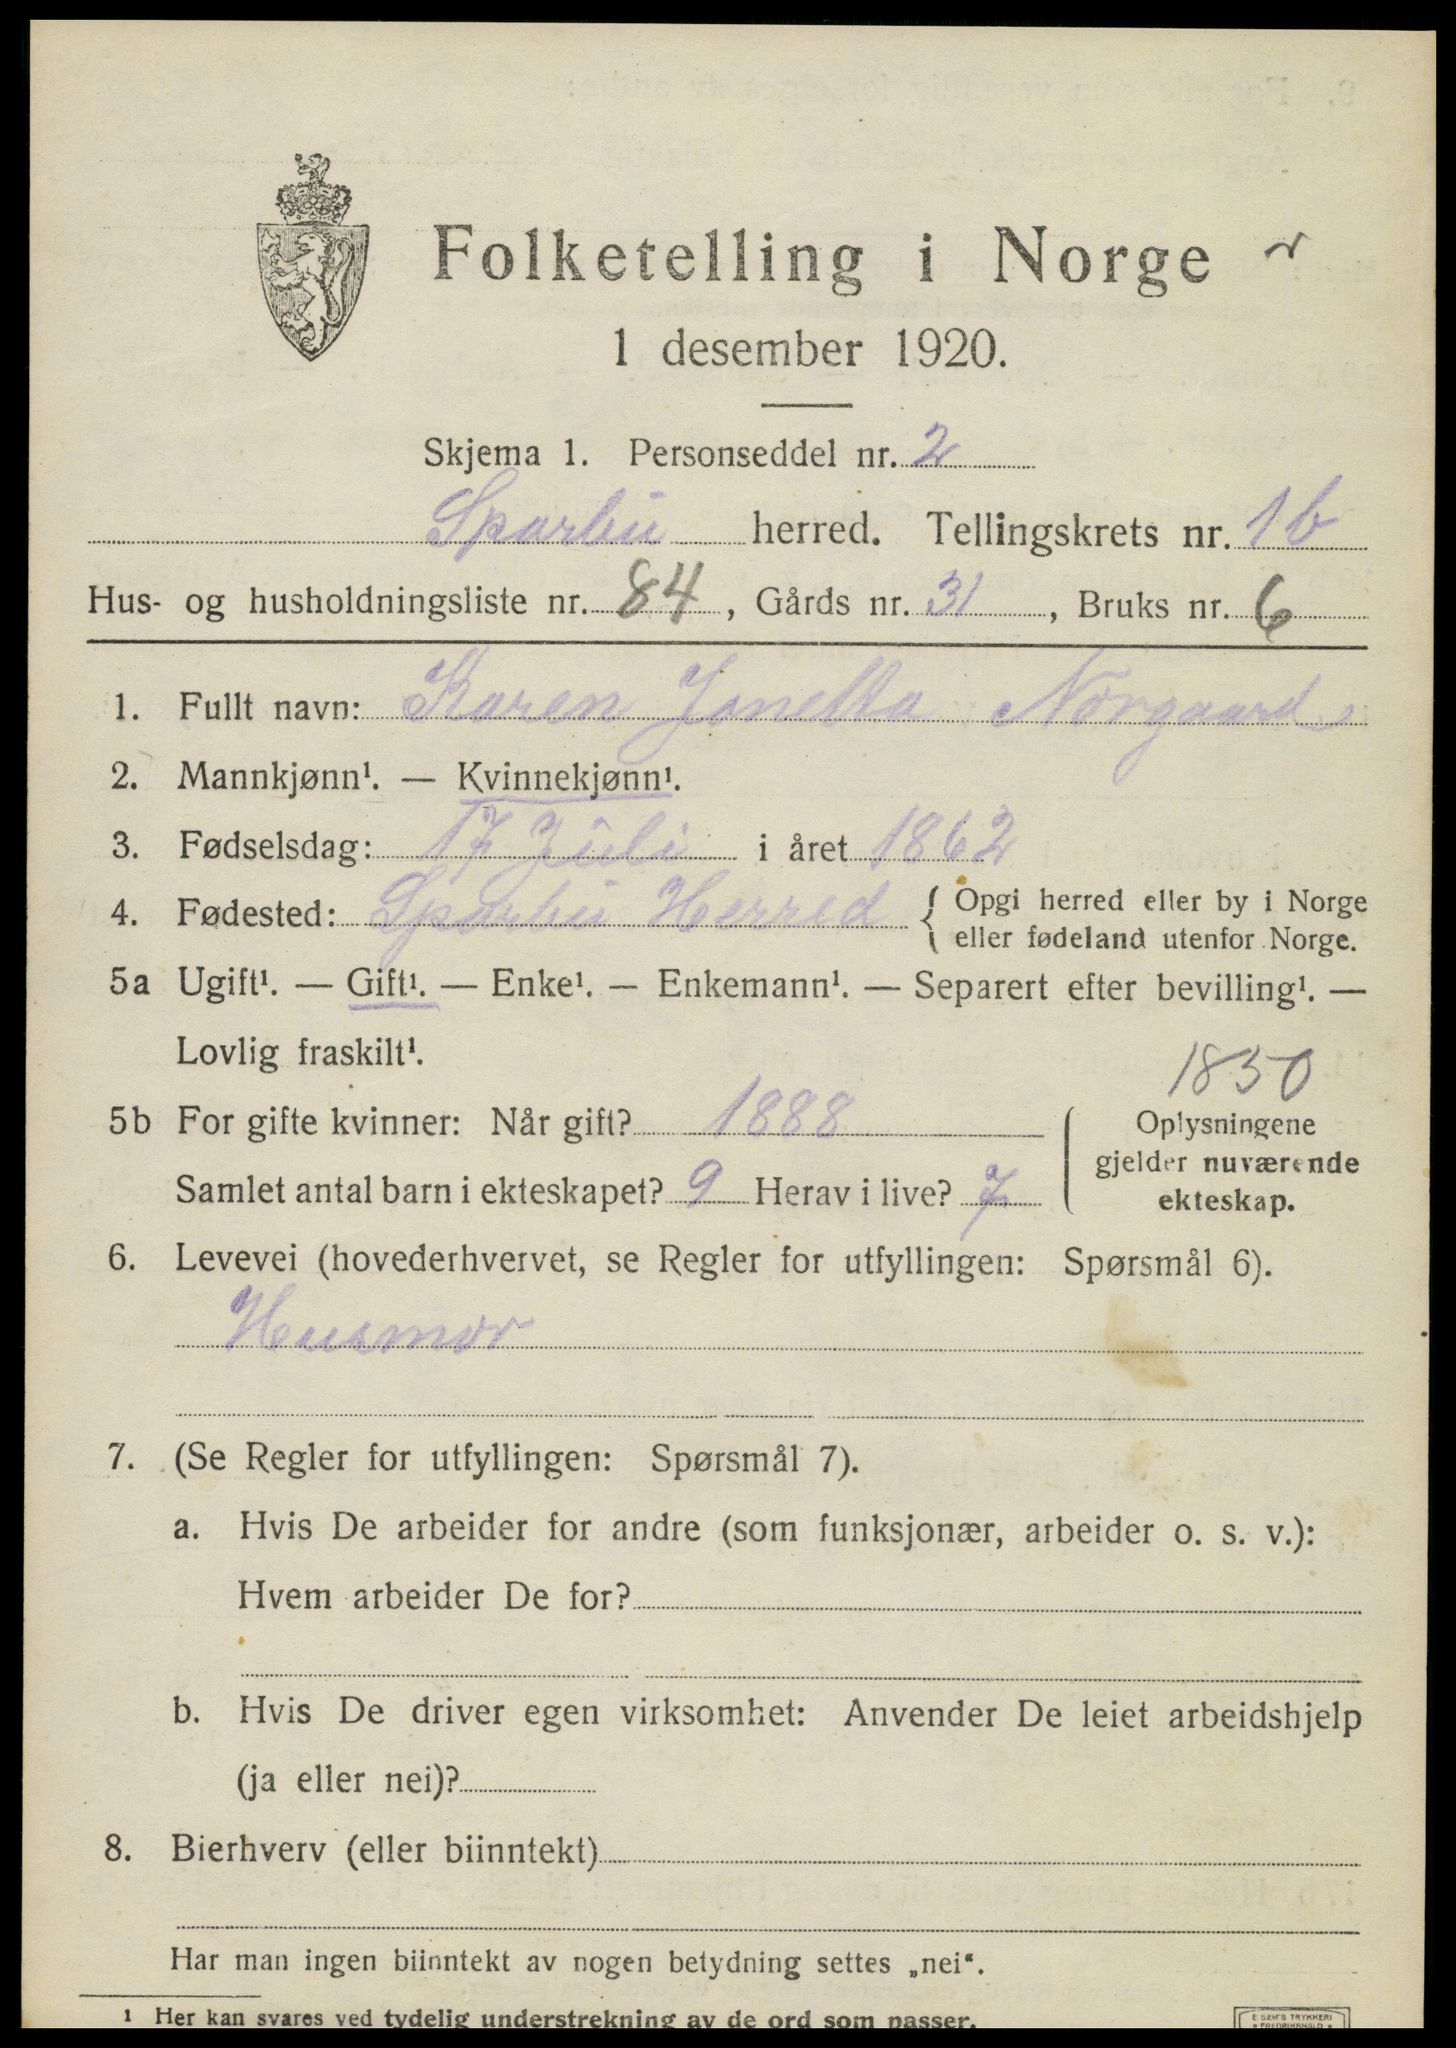 Folketelling i Norge
1 desember 1920.
Skjema 1. Personseddel nr. 2
Sparbu herred. Tellingskrets nr. 1b
Hus- og husholdningsliste nr. 84, Gårds nr. 31, Bruks nr. 6
1. Fullt navn: Karen Jonetta Norgaard
2. Mannkjønn¹. — Kvinnekjønn¹.
3. Fødselsdag: 17 Juli i året 1862
4. Fødested: Sparbu Herred { Opgi herred eller by i Norge
eller fødeland utenfor Norge.
5a Ugift¹. — Gift¹. — Enke¹. — Enkemann¹. — Separert efter bevilling¹. —
Lovlig fraskilt¹.
1830
5b For gifte kvinner: Når gift? 1888
Samlet antal barn i ekteskapet? 9 Herav i live? 7
Oplysningene
gjelder nuværende
ekteskap.
6. Levevei (hovederhvervet, se Regler for utfyllingen: Spørsmål 6).
Husmor
7. (Se Regler for utfyllingen: Spørsmål 7).
a. Hvis De arbeider for andre (som funksjonær, arbeider o. s. v.):
Hvem arbeider De for?
b. Hvis De driver egen virksomhet: Anvender De leiet arbeidshjelp
(ja eller nei)?
8. Bierhverv (eller biinntekt)
Har man ingen biinntekt av nogen betydning settes „nei“.
1 Her kan svares ved tydelig understrekning av de ord som passer.
E SEM'S TRYKKERI
FREDRIKSHALD